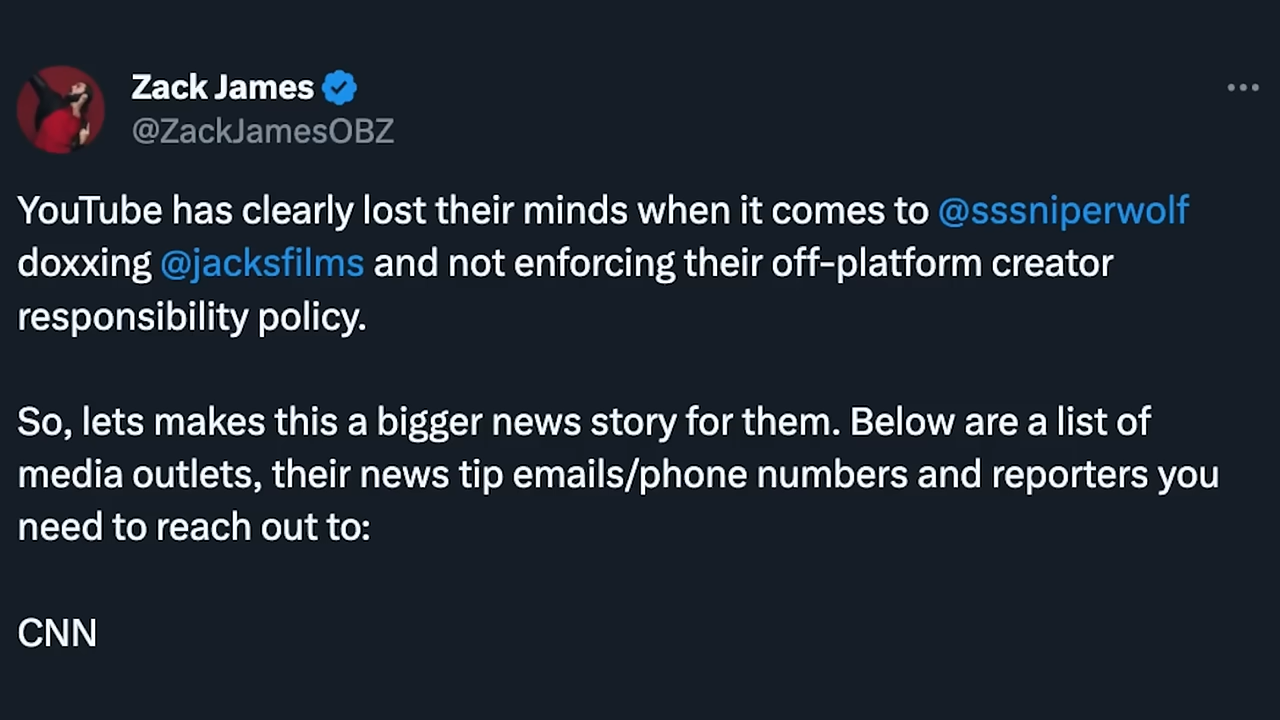 Zack James
@ZackJamesOBZ
YouTube has clearly lost their minds when it comes to @sssniperwolf
doxxing @jacksfilms and not enforcing their off-platform creator
responsibility policy.
So, lets makes this a bigger news story for them. Below are a list of
media outlets, their news tip emails/phone numbers and reporters you
need to reach out to:
CNN